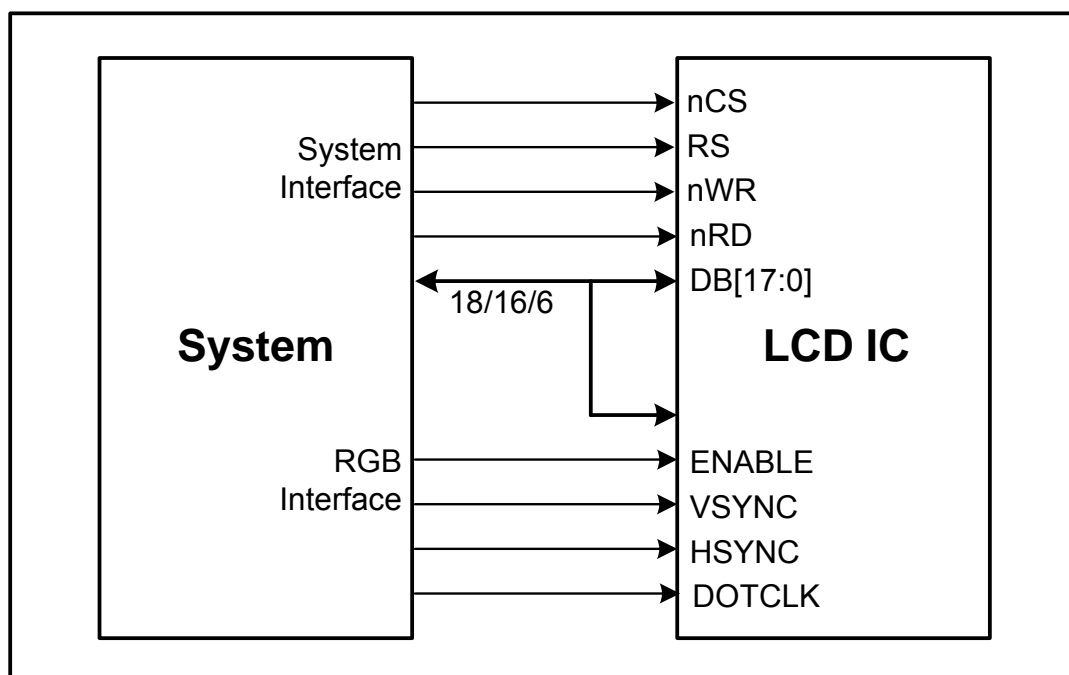 System
Interface
18/16/6
System
RGB
Interface
nCS
RS
nWR
nRD
DB[17:0]
LCD IC
ENABLE
VSYNC
HSYNC
DOTCLK